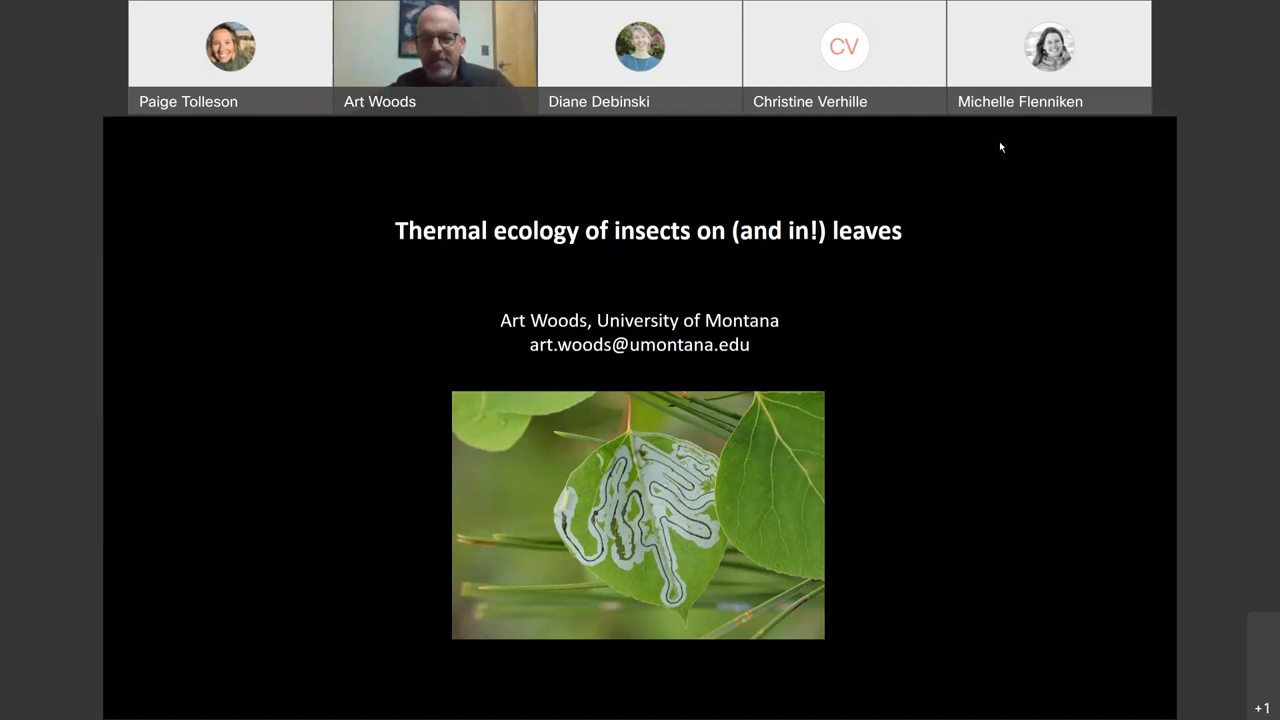 Paige Tolleson
Art Woods
Diane Debinski
CV
Christine Verhille
Michelle Flenniken
Thermal ecology of insects on (and in!) leaves
Art Woods, University of Montana
art.woods@umontana.edu
+1